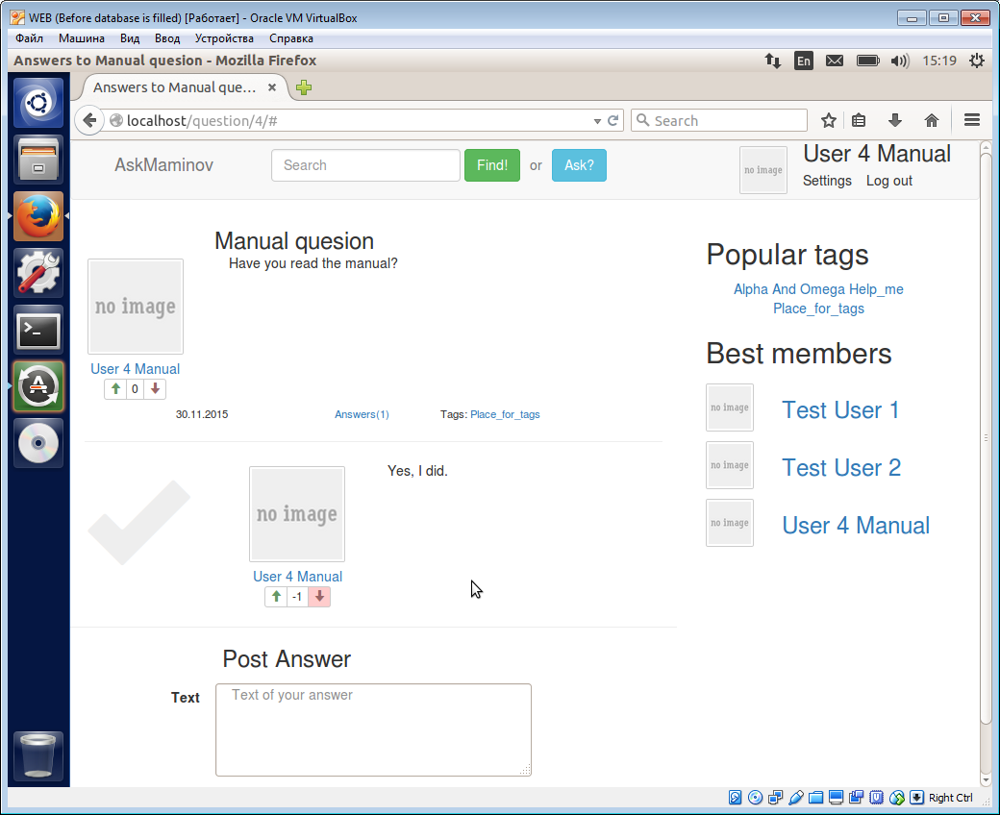 WEB (Before database is filled) [Работает] - Oracle VM VirtualBox
Файл Машина Вид Ввод Устройства Справка
Answers to Manual quesion - Mozilla Firefox
En 15:19
Answers to Manual que...
localhost/question/4/#
Search
AskMaminov
Search
Find!
or
Ask?
no image
User 4 Manual
Settings Log out
Manual quesion
Have you read the manual?
no image
User 4 Manual
0
30.11.2015 Answers(1) Tags: Place_for_tags
Yes, I did.
no image
User 4 Manual
-1
Post Answer
Text
Text of your answer
Popular tags
Alpha And Omega Help_me
Place_for_tags
Best members
no image
Test User 1
no image
Test User 2
no image
User 4 Manual
Right Ctrl